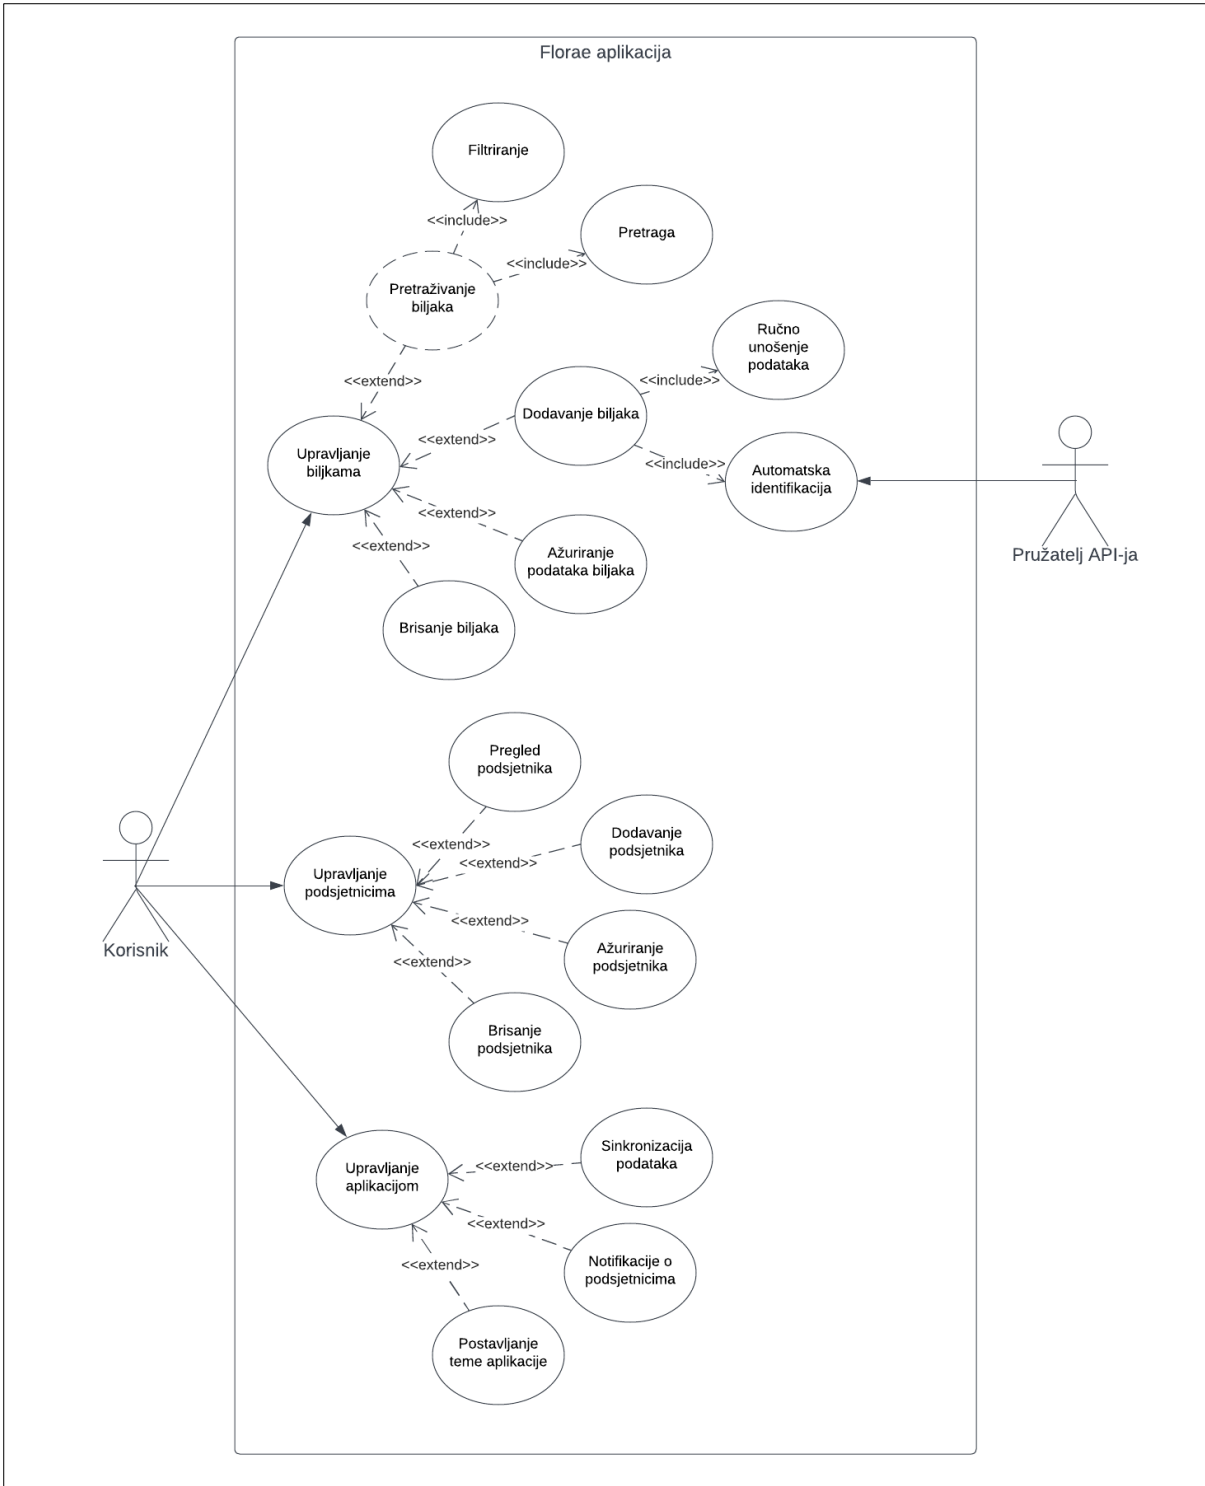 Florae aplikacija
Filtriranje
<<include>>
Pretraga
<<include>>
Pretraživanje
biljaka
Ručno
unošenje
podataka
<<extend>>
<<include>>
Dodavanje biljaka
<<extend>>
Upravljanje
biljkama
<<include>>
Automatska
identifikacija
<<extend>>
<<extend>>
Ažuriranje
podataka biljaka
Pružatelj API-ja
Brisanje biljaka
Pregled
podsjetnika
<<extend>>
Dodavanje
podsjetnika
<<extend>>
Upravljanje
podsjetnicima
<<extend>>
Ažuriranje
podsjetnika
Korisnik
<<extend>>
Brisanje
podsjetnika
Sinkronizacija
podataka
<<extend>>
Upravljanje
aplikacijom
<<extend>>
Notifikacije o
podsjetnicima
<<extend>>
Postavljanje
teme aplikacije